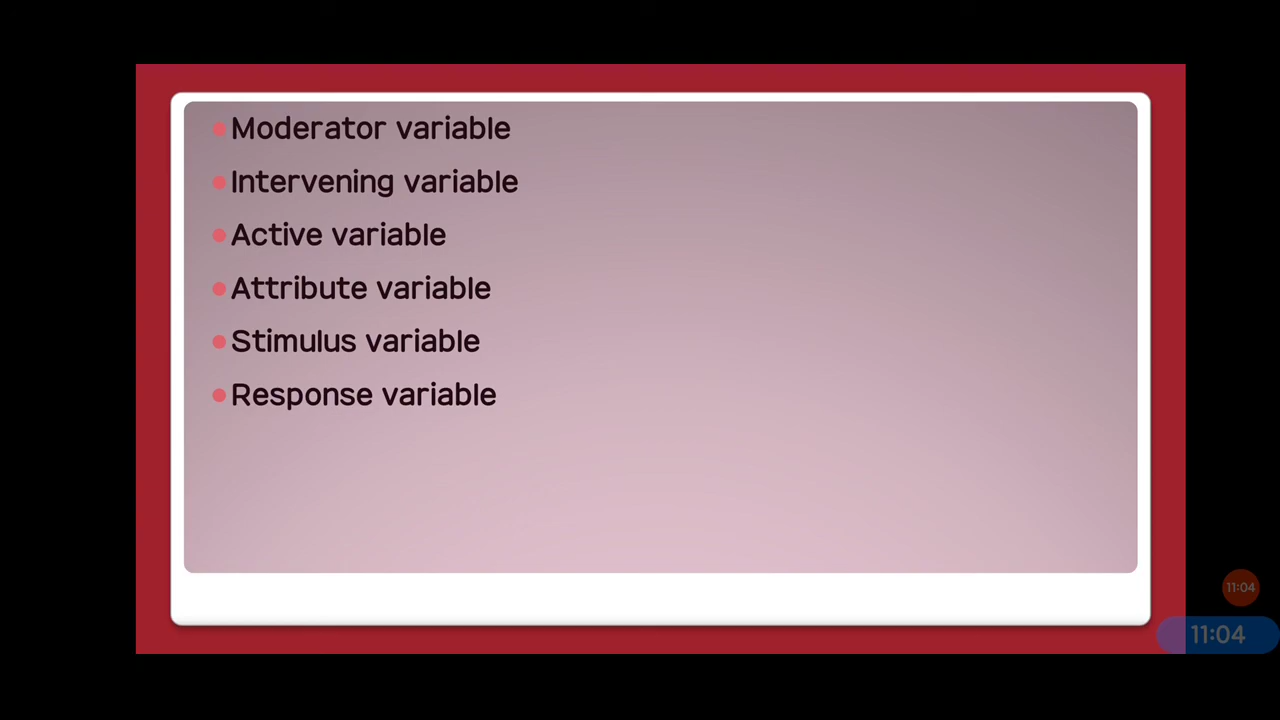 Moderator variable
Intervening variable
Active variable
Attribute variable
Stimulus variable
Response variable
11:04
11:04